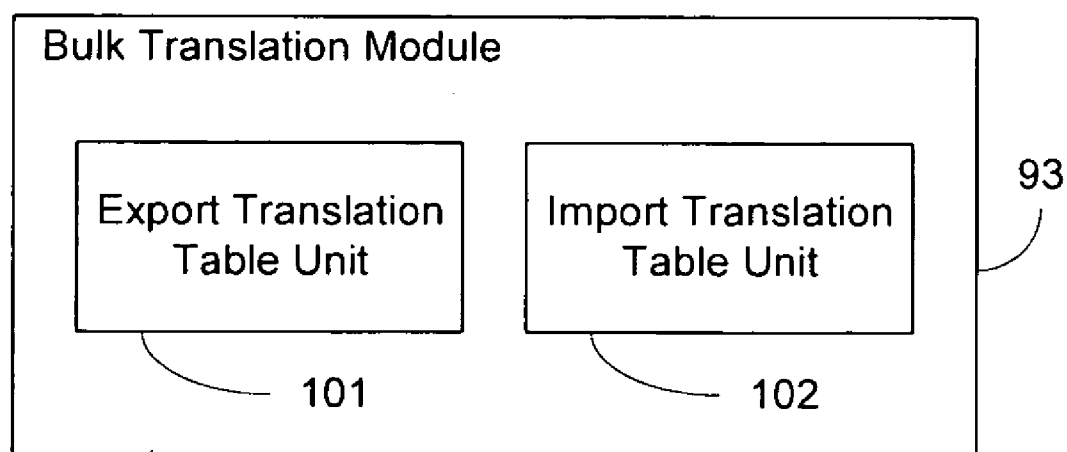 Bulk Translation Module
Export Translation
Table Unit
Import Translation
Table Unit
93
101
102